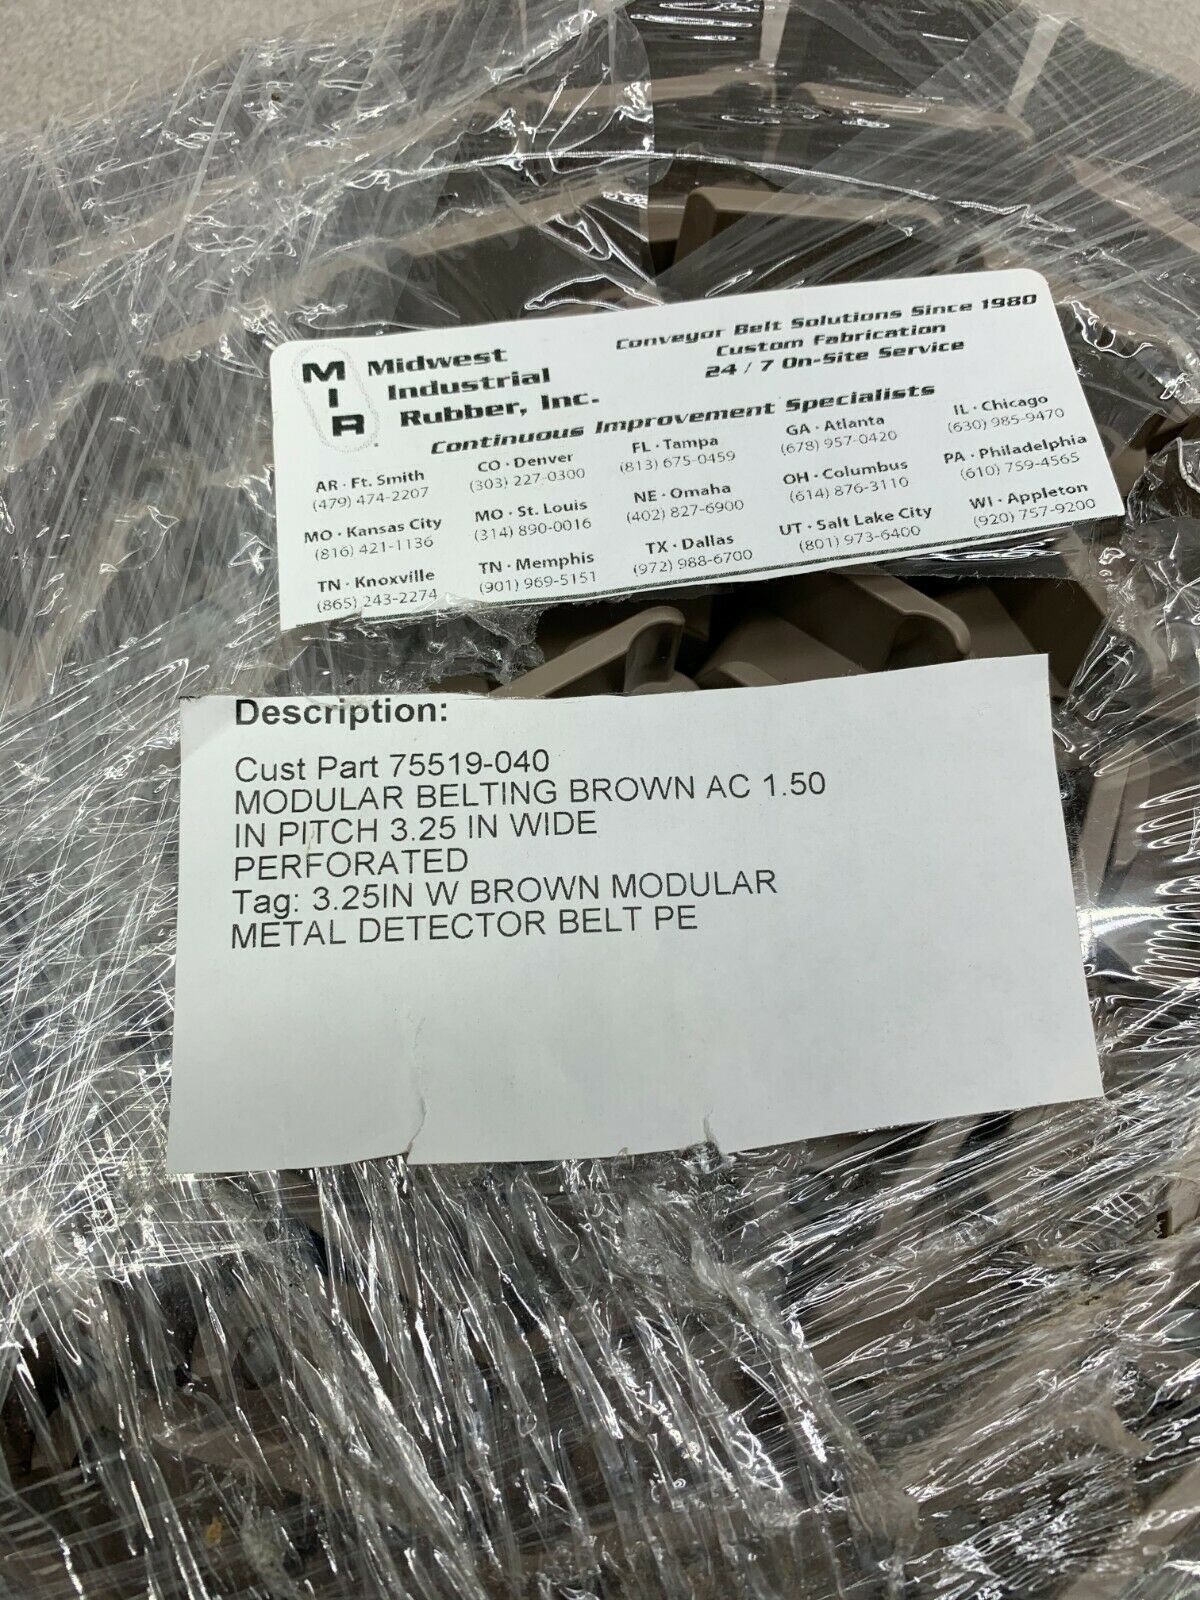 MIR
Midwest
Industrial
Rubber, Inc.
Conveyor Belt Solutions Since 1980
Custom Fabrication
24 / 7 On-Site Service
Continuous Improvement Specialists
AR · Ft. Smith
(479) 474-2207
CO · Denver
(303) 227-0300
FL · Tampa
(813) 675-0459
GA · Atlanta
(678) 957-0420
IL · Chicago
(630) 985-9470
MO · Kansas City
(816) 421-1136
MO · St. Louis
(314) 890-0016
NE · Omaha
(402) 827-6900
OH · Columbus
(614) 876-3110
PA · Philadelphia
(610) 759-4565
TN · Knoxville
(865) 243-2274
TN · Memphis
(901) 969-5151
TX · Dallas
(972) 988-6700
UT · Salt Lake City
(801) 973-6400
WI · Appleton
(920) 757-9200
Description:
Cust Part 75519-040
MODULAR BELTING BROWN AC 1.50
IN PITCH 3.25 IN WIDE
PERFORATED
Tag: 3.25IN W BROWN MODULAR
METAL DETECTOR BELT PE